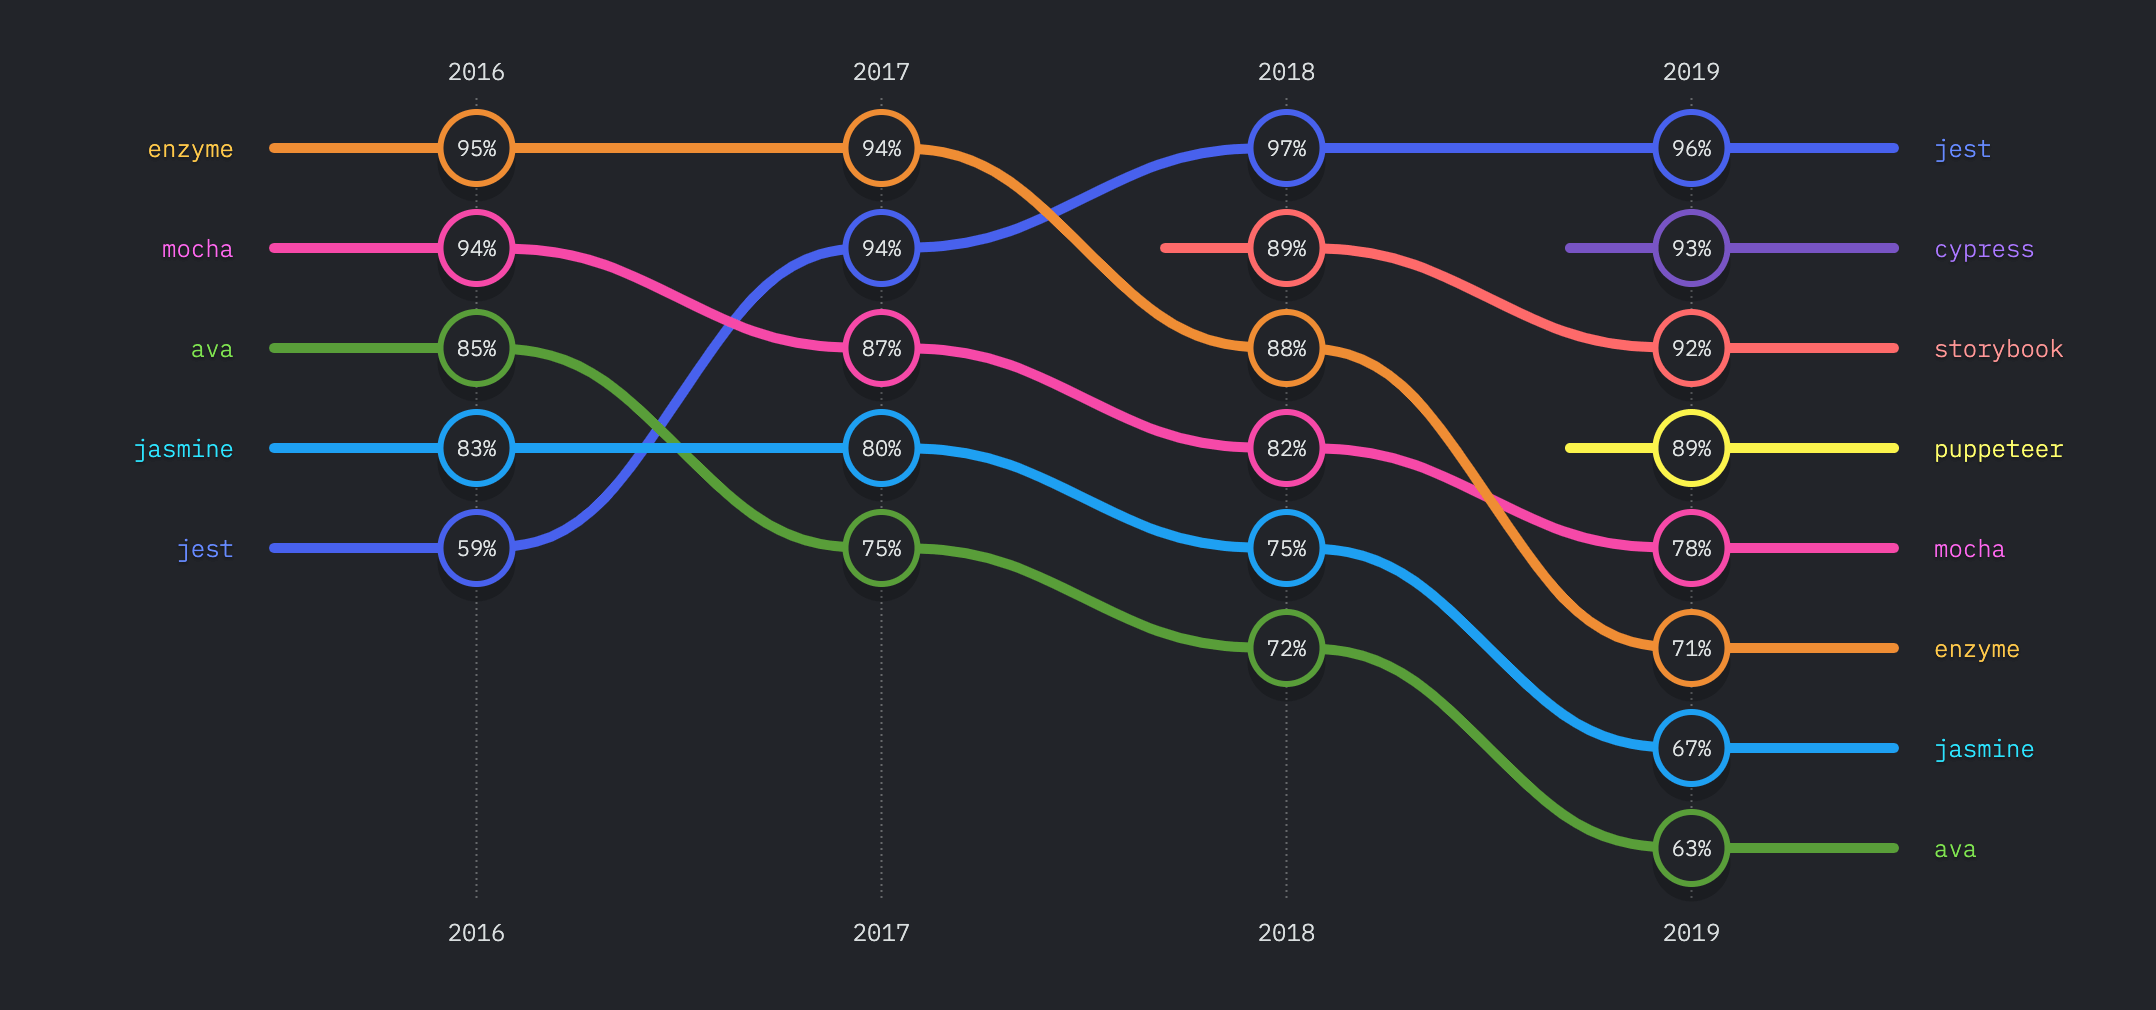 2016 2017 2018 2019
enzyme 95% 94% 97% 96% jest
mocha 94% 94% 89% 93% cypress
ava 85% 87% 88% 92% storybook
jasmine 83% 80% 82% 89% puppeteer
jest 59% 75% 75% 78% mocha
72% 71% enzyme
67% jasmine
63% ava
2016 2017 2018 2019